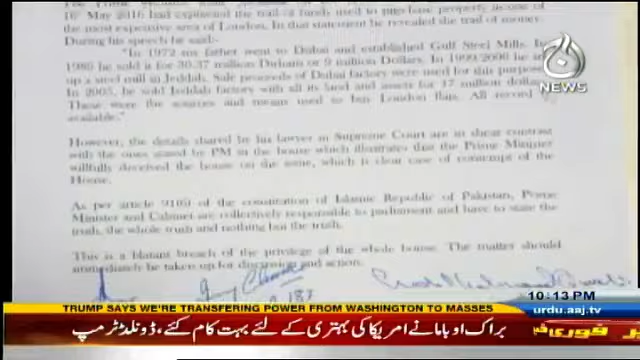 16th May 2016 had explained the trail of funds used to purchase property in one of
the most expensive area of London. In that statement he revealed the trail of money.
During his speech he said:-
"In 1972 my father went to Dubai and established Gulf Steel Mills. In
1980 he sold it for 30.37 million Dirhams or 9 million Dollars. In 1999/2000 he set
up a steel mill in Jeddah. Sale proceeds of Dubai factory were used for this purpose
In 2005, he sold Jeddah factory with all its land and assets for 17 million dollars
These were the sources and means used to buy London flats. All record
available."
However, the details shared by his lawyer in Supreme Court are in shear contrast
with the ones stated by PM in the house which illustrates that the Prime Minister
willfully deceived the house on the same, which is clear case of contempt of the
House.
As per article 91(6) of the constitution of Islamic Republic of Pakistan, Prime
Minister and Cabinet are collectively responsible to parliament and have to state the
truth, the whole truth and nothing but the truth.
This is a blatant breach of the privilege of the whole house. The matter should
immediately be taken up for discussion and action.
آج
NEWS
10:13 PM
TRUMP SAYS WE'RE TRANSFERING POWER FROM WASHINGTON TO MASSES
urdu.aaj.tv
براک اوبامانے امریکا کی بہتری کے لئے بہت کام کئے، ڈونلڈ ٹرمپ
فوری خبر